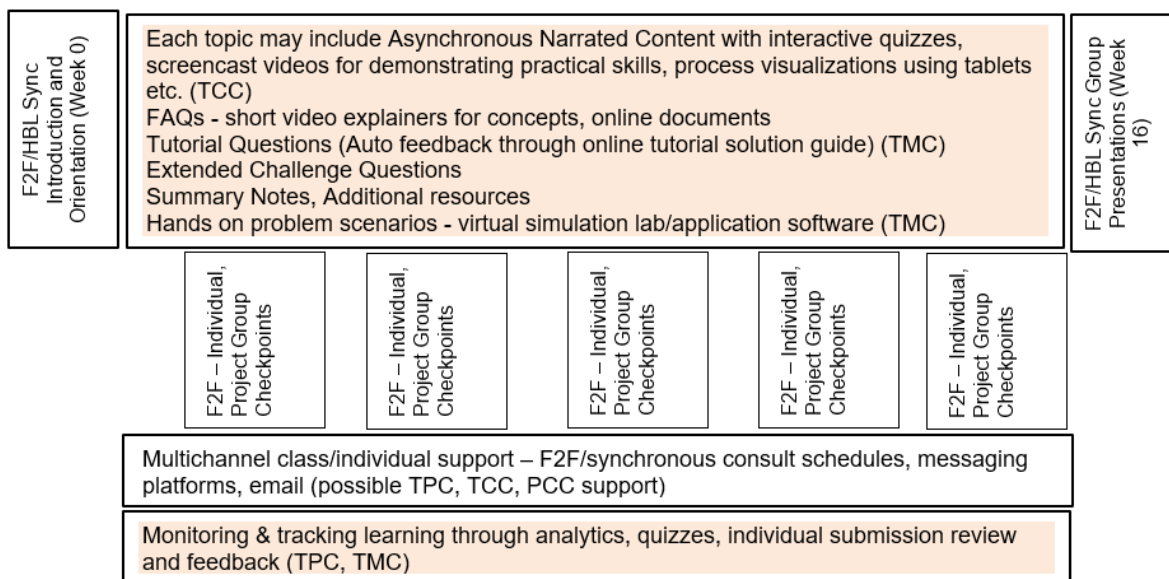 F2F/HBL Sync
Introduction and
Orientation (Week 0)
Each topic may include Asynchronous Narrated Content with interactive quizzes,
screencast videos for demonstrating practical skills, process visualizations using tablets
etc. (TCC)
FAQs - short video explainers for concepts, online documents
Tutorial Questions (Auto feedback through online tutorial solution guide) (TMC)
Extended Challenge Questions
Summary Notes, Additional resources
Hands on problem scenarios - virtual simulation lab/application software (TMC)
F2F/HBL Sync Group
Presentations (Week
16)
F2F – Individual,
Project Group
Checkpoints
F2F – Individual,
Project Group
Checkpoints
F2F – Individual,
Project Group
Checkpoints
F2F – Individual,
Project Group
Checkpoints
F2F – Individual,
Project Group
Checkpoints
Multichannel class/individual support – F2F/synchronous consult schedules, messaging
platforms, email (possible TPC, TCC, PCC support)
Monitoring & tracking learning through analytics, quizzes, individual submission review
and feedback (TPC, TMC)